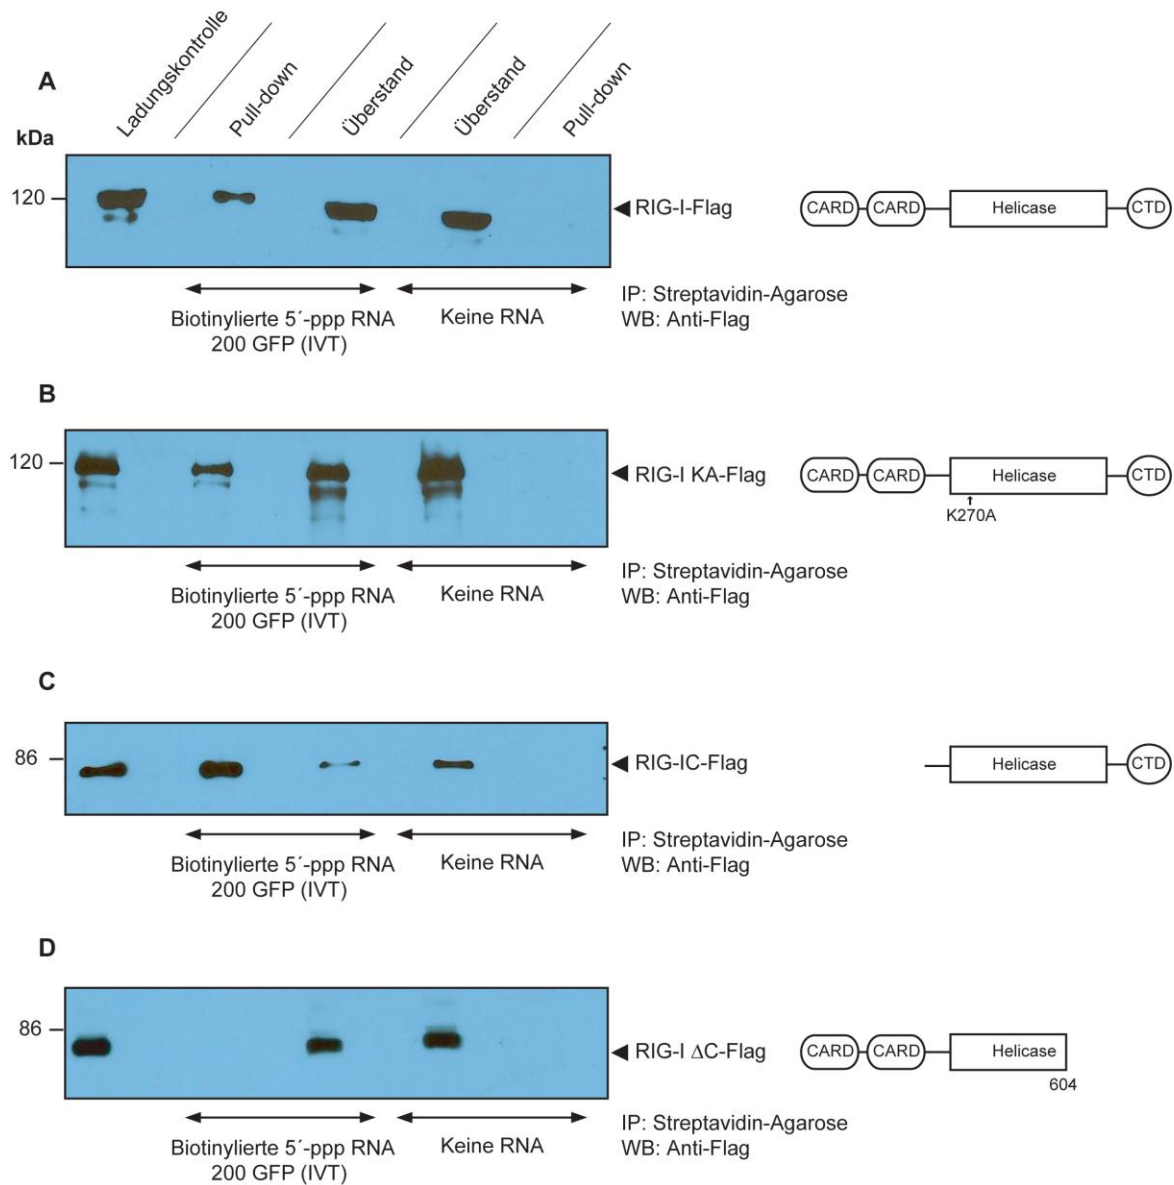 A
Ladungskontrolle
Pull-down
Überstand
Überstand
Pull-down
kDa
120
RIG-I-Flag
CARD CARD Helicase CTD
Biotinylierte 5´-ppp RNA
200 GFP (IVT)
Keine RNA
IP: Streptavidin-Agarose
WB: Anti-Flag
B
120
RIG-I KA-Flag
CARD CARD Helicase CTD
K270A
Biotinylierte 5´-ppp RNA
200 GFP (IVT)
Keine RNA
IP: Streptavidin-Agarose
WB: Anti-Flag
C
86
RIG-IC-Flag
Helicase CTD
Biotinylierte 5´-ppp RNA
200 GFP (IVT)
Keine RNA
IP: Streptavidin-Agarose
WB: Anti-Flag
D
86
RIG-I ΔC-Flag
CARD CARD Helicase
604
Biotinylierte 5´-ppp RNA
200 GFP (IVT)
Keine RNA
IP: Streptavidin-Agarose
WB: Anti-Flag